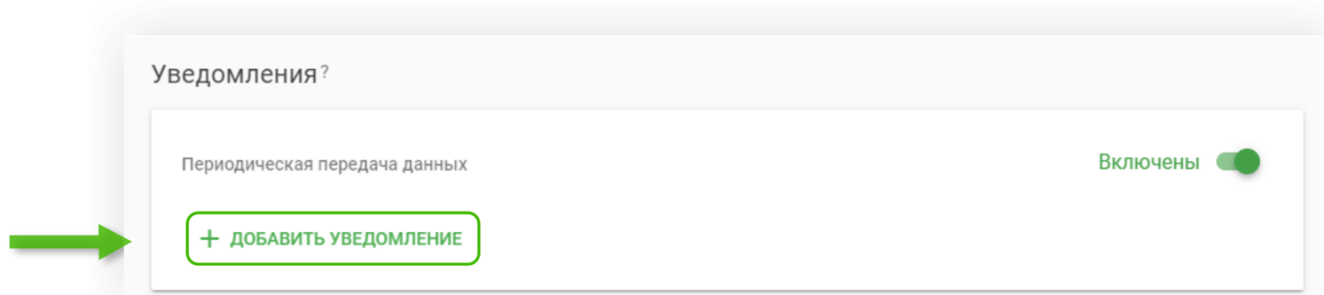 Уведомления?
Периодическая передача данных
Включены
+ ДОБАВИТЬ УВЕДОМЛЕНИЕ